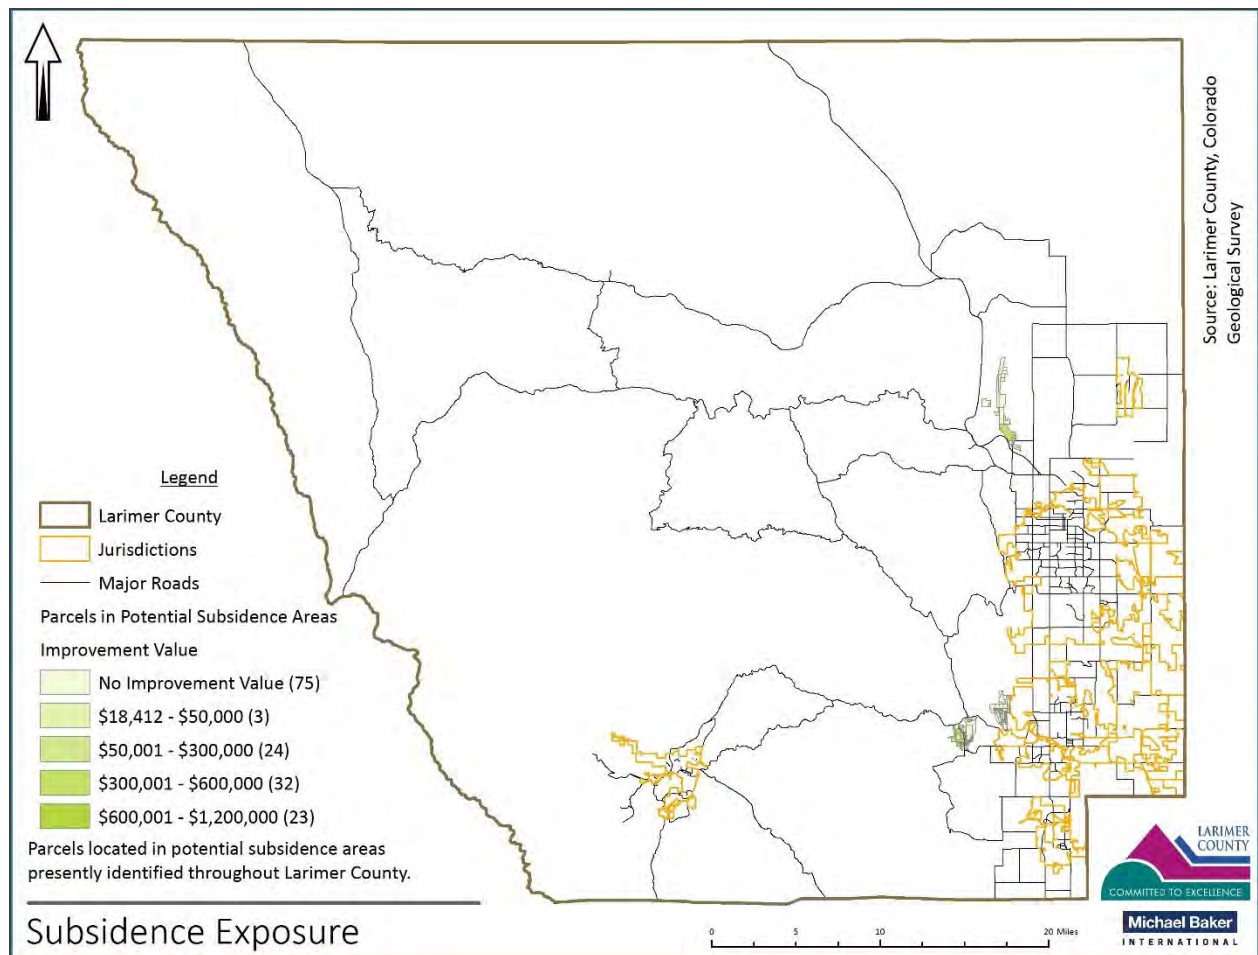 Source: Larimer County, Colorado
Geological Survey
Legend
Larimer County
Jurisdictions
Major Roads
Parcels in Potential Subsidence Areas
Improvement Value
No Improvement Value (75)
$18,412 - $50,000 (3)
$50,001 - $300,000 (24)
$300,001 - $600,000 (32)
$600,001 - $1,200,000 (23)
Parcels located in potential subsidence areas
presently identified throughout Larimer County.
Subsidence Exposure
0 5 10 20 Miles
LARIMER
COUNTY
COMMITTED TO EXCELLENCE
Michael Baker
INTERNATIONAL